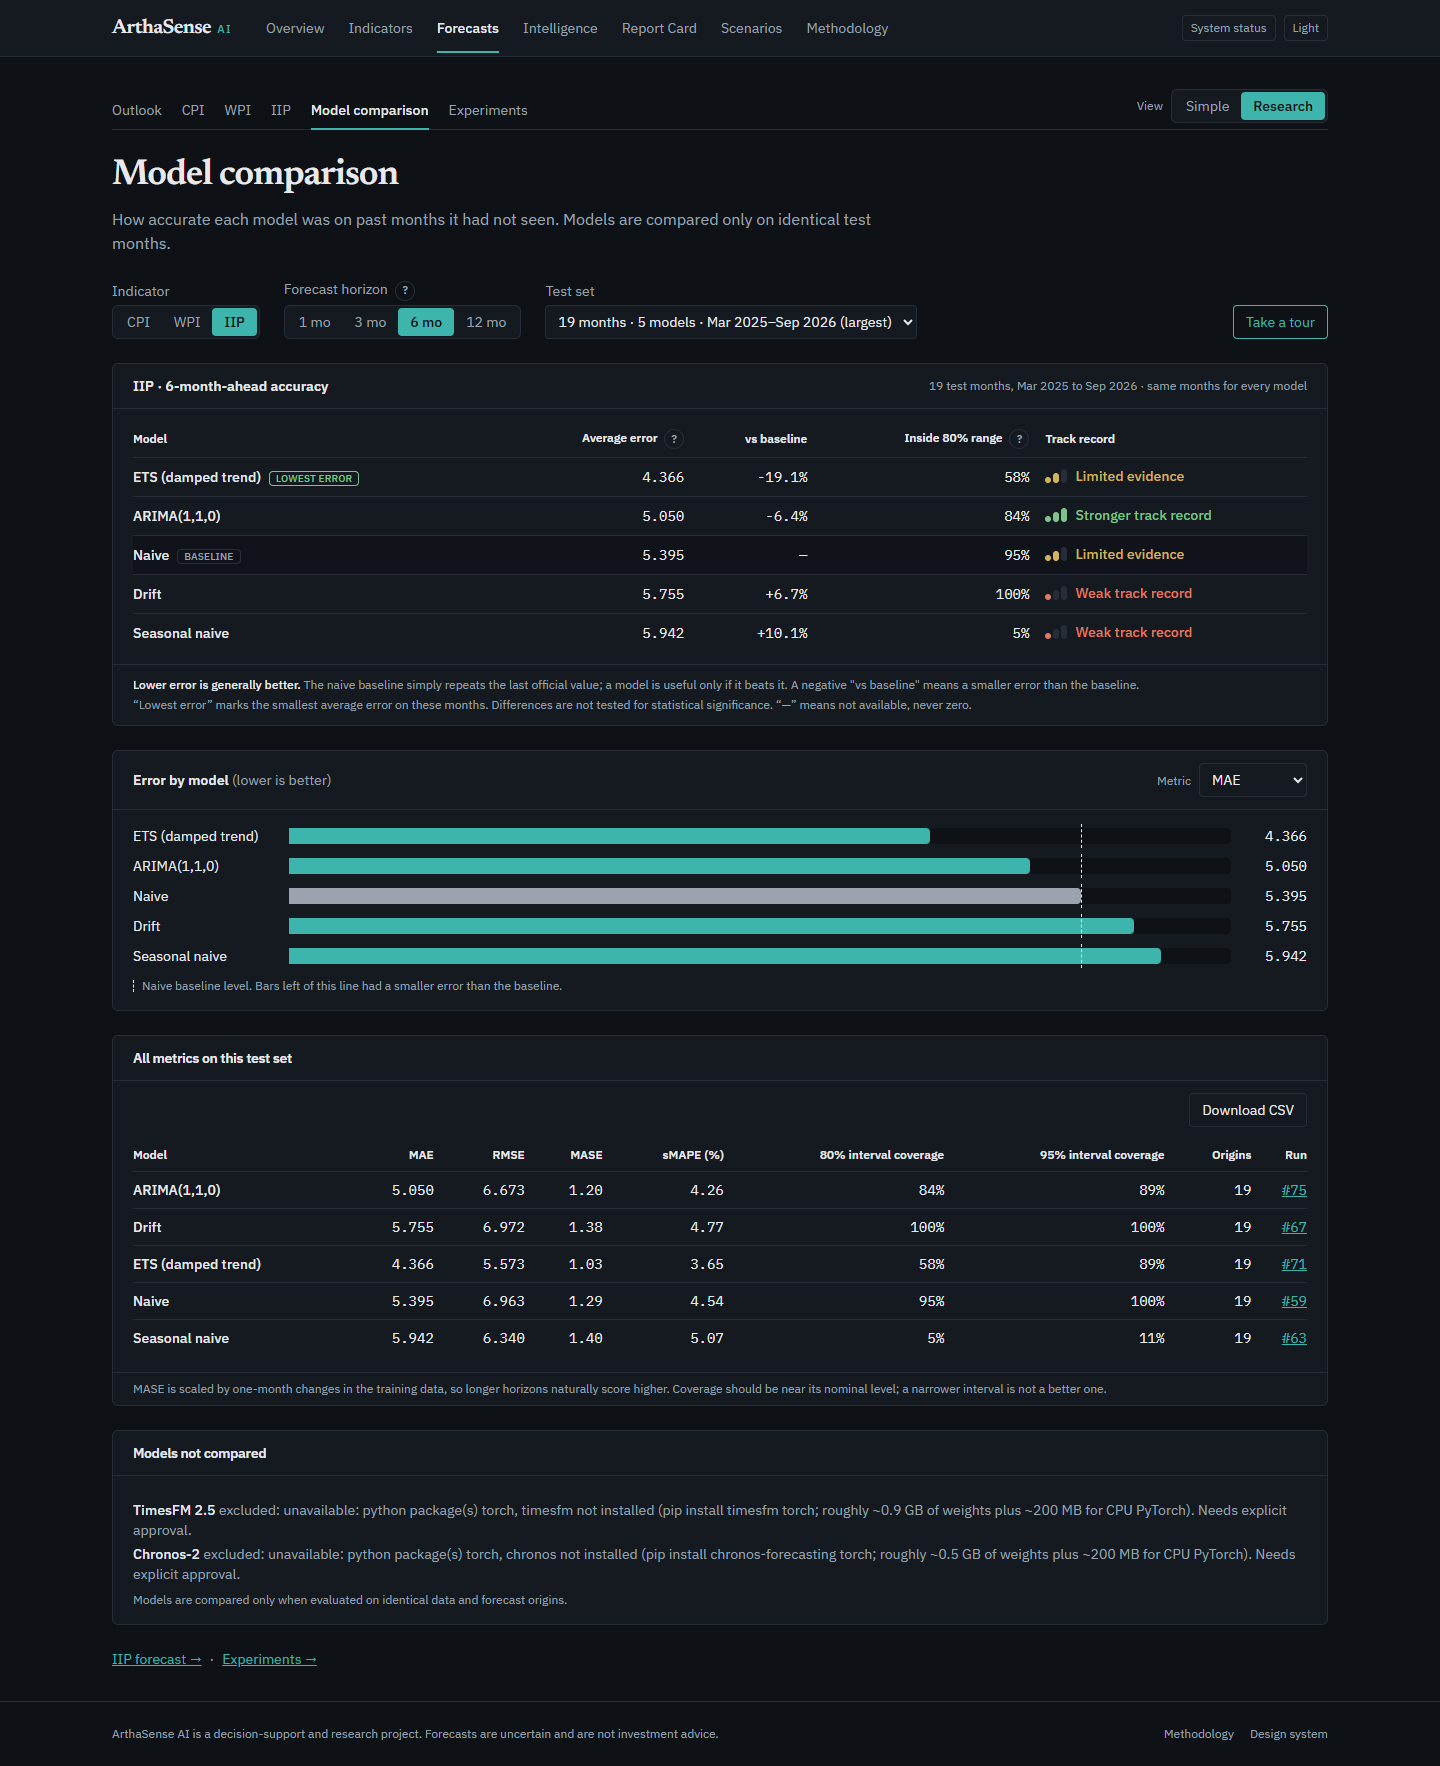 ArthaSense AI
Overview Indicators Forecasts Intelligence Report Card Scenarios Methodology
System status Light
Outlook CPI WPI IIP Model comparison Experiments
View Simple Research
Model comparison
How accurate each model was on past months it had not seen. Models are compared only on identical test
months.
Indicator Forecast horizon ? Test set
CPI WPI IIP 1 mo 3 mo 6 mo 12 mo 19 months · 5 models · Mar 2025–Sep 2026 (largest) Take a tour
IIP · 6-month-ahead accuracy 19 test months, Mar 2025 to Sep 2026 · same months for every model
Model Average error ? vs baseline Inside 80% range ? Track record
ETS (damped trend) LOWEST ERROR 4.366 -19.1% 58% Limited evidence
ARIMA(1,1,0) 5.050 -6.4% 84% Stronger track record
Naive BASELINE 5.395 — 95% Limited evidence
Drift 5.755 +6.7% 100% Weak track record
Seasonal naive 5.942 +10.1% 5% Weak track record
Lower error is generally better. The naive baseline simply repeats the last official value; a model is useful only if it beats it. A negative "vs baseline" means a smaller error than the baseline.
“Lowest error” marks the smallest average error on these months. Differences are not tested for statistical significance. “—” means not available, never zero.
Error by model (lower is better) Metric MAE
ETS (damped trend) 4.366
ARIMA(1,1,0) 5.050
Naive 5.395
Drift 5.755
Seasonal naive 5.942
Naive baseline level. Bars left of this line had a smaller error than the baseline.
All metrics on this test set
Download CSV
Model MAE RMSE MASE sMAPE (%) 80% interval coverage 95% interval coverage Origins Run
ARIMA(1,1,0) 5.050 6.673 1.20 4.26 84% 89% 19 #75
Drift 5.755 6.972 1.38 4.77 100% 100% 19 #67
ETS (damped trend) 4.366 5.573 1.03 3.65 58% 89% 19 #71
Naive 5.395 6.963 1.29 4.54 95% 100% 19 #59
Seasonal naive 5.942 6.340 1.40 5.07 5% 11% 19 #63
MASE is scaled by one-month changes in the training data, so longer horizons naturally score higher. Coverage should be near its nominal level; a narrower interval is not a better one.
Models not compared
TimesFM 2.5 excluded: unavailable: python package(s) torch, timesfm not installed (pip install timesfm torch; roughly ~0.9 GB of weights plus ~200 MB for CPU PyTorch). Needs explicit
approval.
Chronos-2 excluded: unavailable: python package(s) torch, chronos not installed (pip install chronos-forecasting torch; roughly ~0.5 GB of weights plus ~200 MB for CPU PyTorch). Needs
explicit approval.
Models are compared only when evaluated on identical data and forecast origins.
IIP forecast → · Experiments →
ArthaSense AI is a decision-support and research project. Forecasts are uncertain and are not investment advice. Methodology Design system